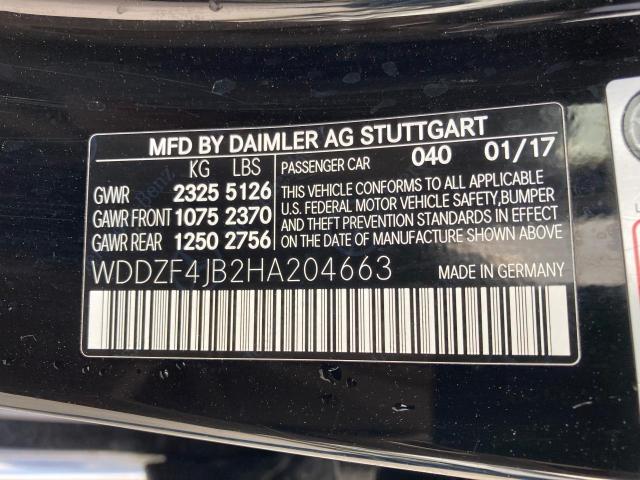 MFD BY DAIMLER AG STUTTGART
KG LBS PASSENGER CAR 040 01/17
GVWR 2325 5126 THIS VEHICLE CONFORMS TO ALL APPLICABLE
U.S. FEDERAL MOTOR VEHICLE SAFETY,BUMPER
GAWR FRONT 1075 2370 AND THEFT PREVENTION STANDARDS IN EFFECT
GAWR REAR 1250 2756 ON THE DATE OF MANUFACTURE SHOWN ABOVE.
WDDZF4JB2HA204663 MADE IN GERMANY